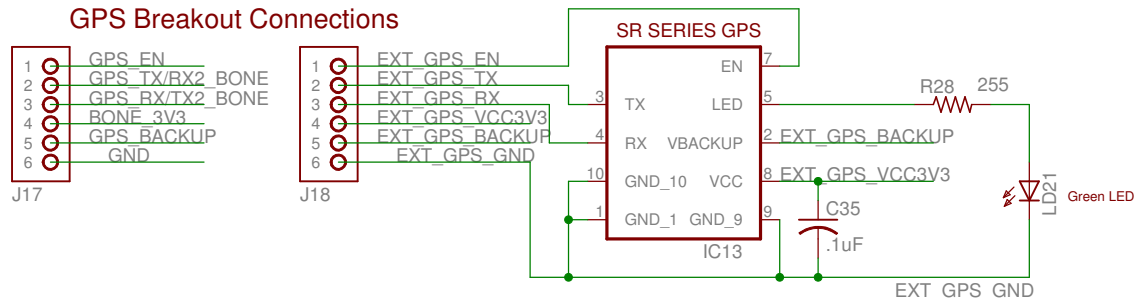 GPS Breakout Connections
J17
1 GPS_EN
2 GPS_TX/RX2_BONE
3 GPS_RX/TX2_BONE
4 BONE_3V3
5 GPS_BACKUP
6 GND
J18
1 EXT_GPS_EN
2 EXT_GPS_TX
3 EXT_GPS_RX
4 EXT_GPS_VCC3V3
5 EXT_GPS_BACKUP
6 EXT_GPS_GND
SR SERIES GPS
EN 7
3 TX LED 5
4 RX VBACKUP 2 EXT_GPS_BACKUP
10 GND_10 VCC 8 EXT_GPS_VCC3V3
1 GND_1 GND_9 9
IC13
C35
.1uF
R28 255
LD21
Green LED
EXT_GPS_GND